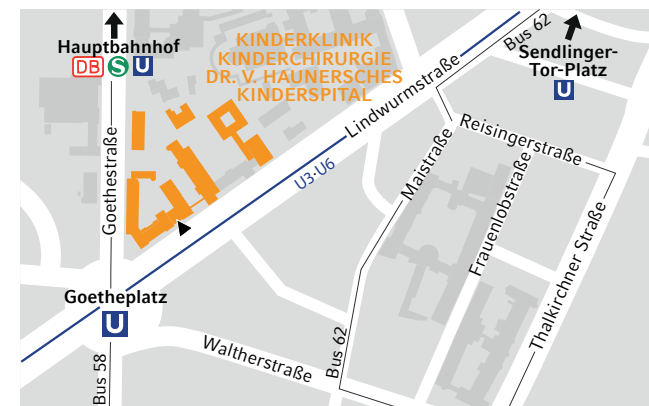 Hauptbahnhof
DB S U
KINDERKLINIK
KINDERCHIRURGIE
DR. V. HAUNERSCHES
KINDERSPITAL
Bus 62
Sendlinger-
Tor-Platz
U
Lindwurmstraße
U3·U6
Goethestraße
Reisingerstraße
Maistraße
Frauenlobstraße
Thalkirchner Straße
Goetheplatz
U
Waltherstraße
Bus 62
Bus 58